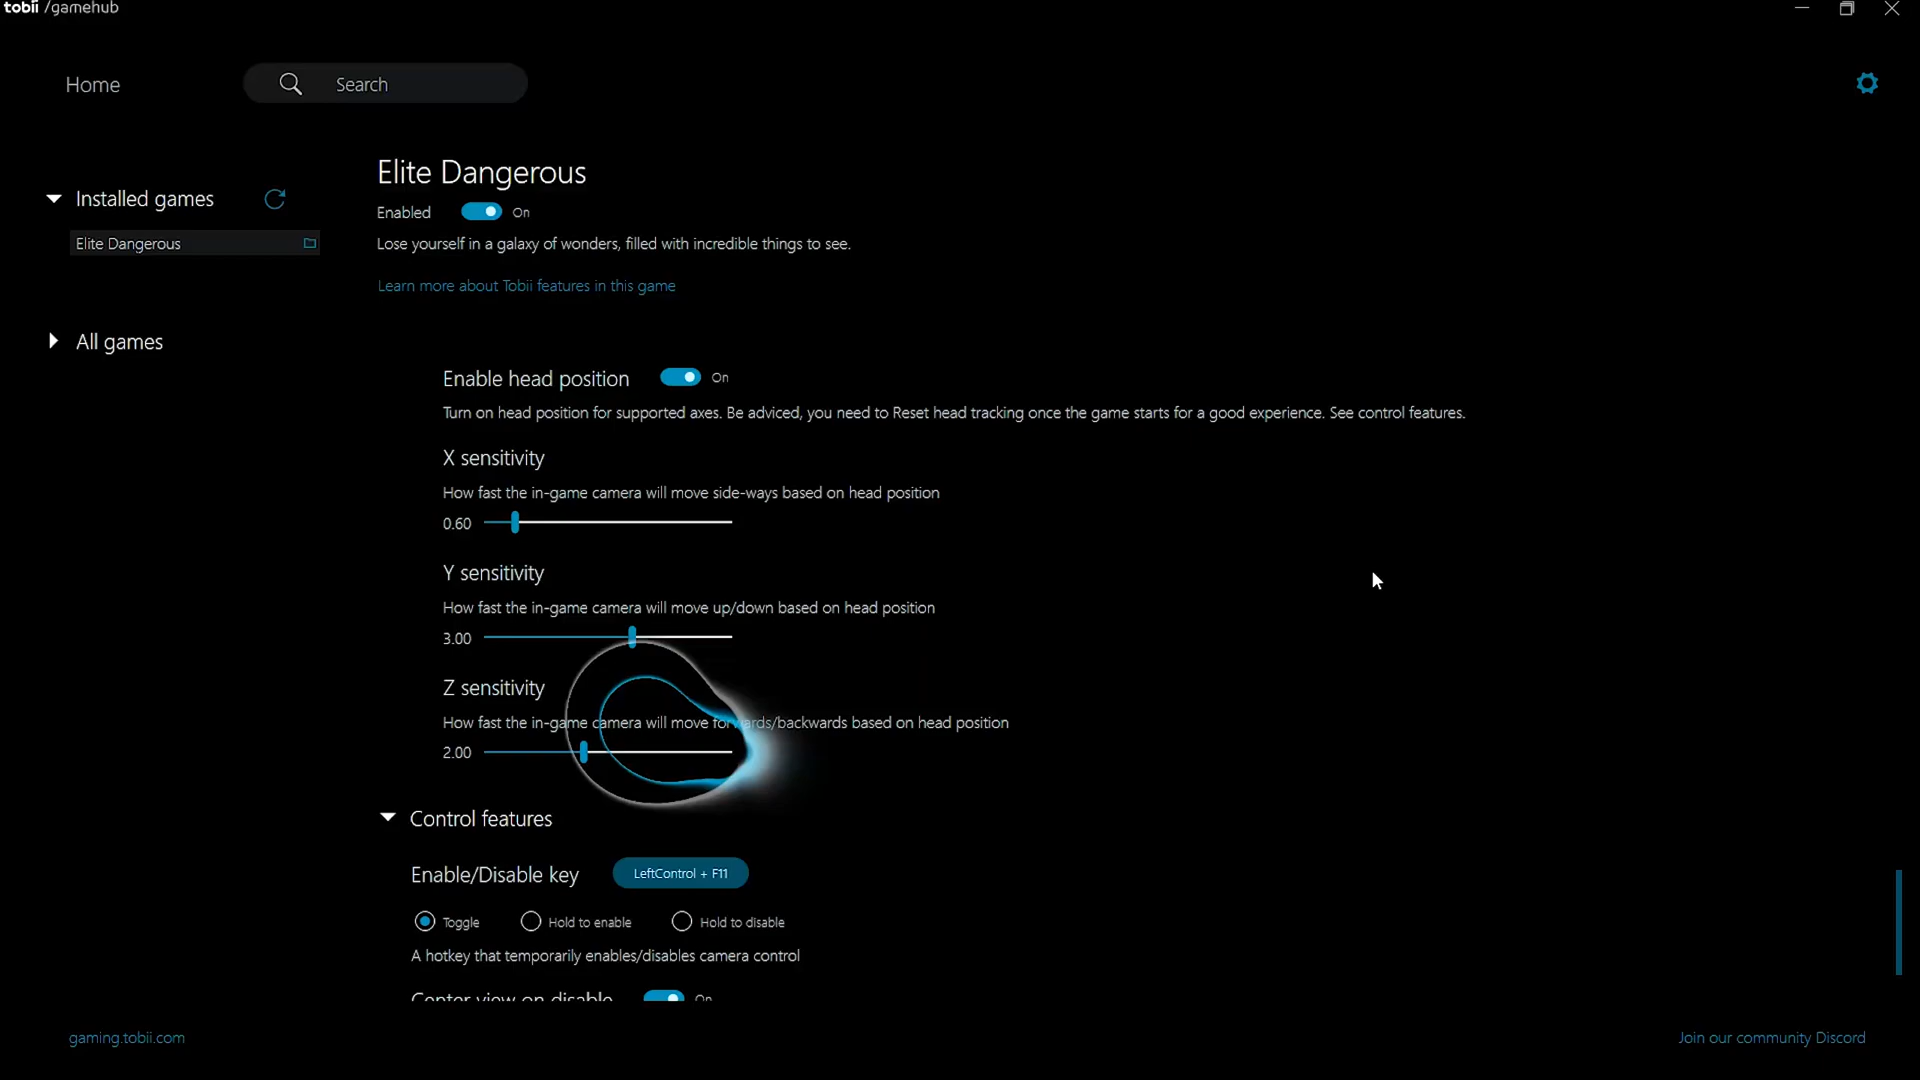 tobii /gamehub
Home
Search
Installed games
Elite Dangerous
All games
Elite Dangerous
Enabled On
Lose yourself in a galaxy of wonders, filled with incredible things to see.
Learn more about Tobii features in this game
Enable head position On
Turn on head position for supported axes. Be adviced, you need to Reset head tracking once the game starts for a good experience. See control features.
X sensitivity
How fast the in-game camera will move side-ways based on head position
0.60
Y sensitivity
How fast the in-game camera will move up/down based on head position
3.00
Z sensitivity
How fast the in-game camera will move forwards/backwards based on head position
2.00
Control features
Enable/Disable key LeftControl + F11
Toggle Hold to enable Hold to disable
A hotkey that temporarily enables/disables camera control
Center view on disable On
gaming.tobii.com
Join our community Discord